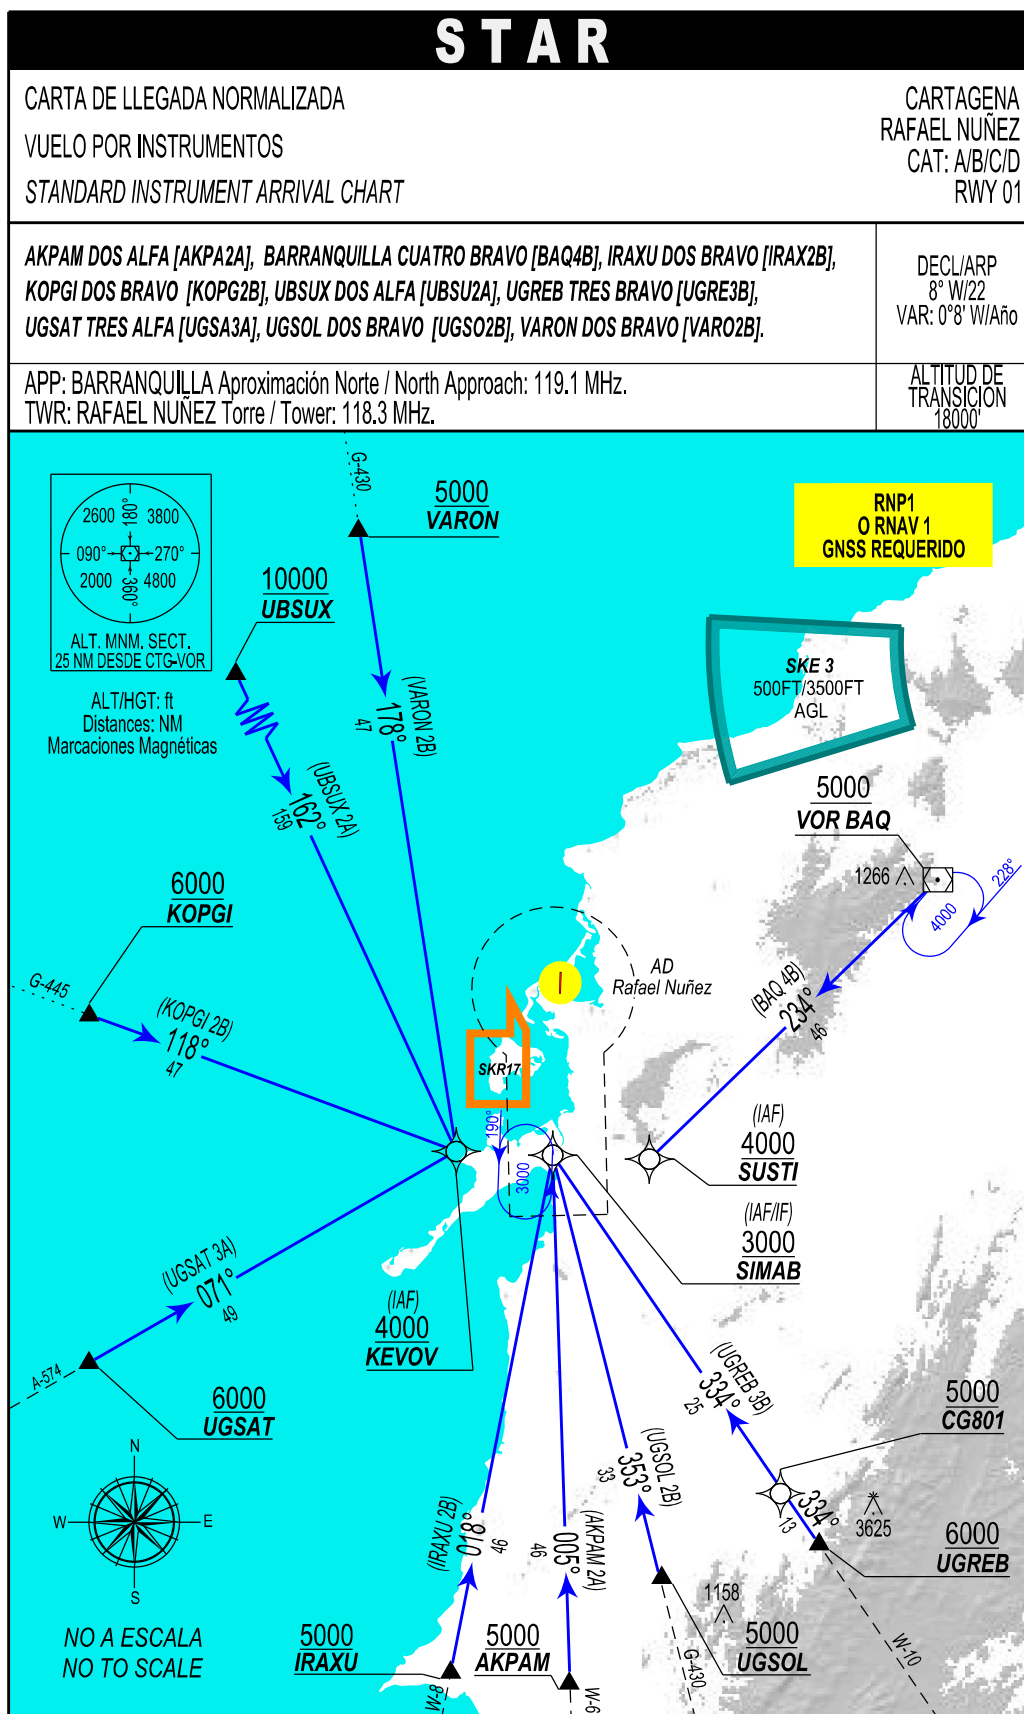 STAR
CARTA DE LLEGADA NORMALIZADA
VUELO POR INSTRUMENTOS
STANDARD INSTRUMENT ARRIVAL CHART
CARTAGENA
RAFAEL NUÑEZ
CAT: A/B/C/D
RWY 01
AKPAM DOS ALFA [AKPA2A], BARRANQUILLA CUATRO BRAVO [BAQ4B], IRAXU DOS BRAVO [IRAX2B],
KOPGI DOS BRAVO [KOPG2B], UBSUX DOS ALFA [UBSU2A], UGREB TRES BRAVO [UGRE3B],
UGSAT TRES ALFA [UGSA3A], UGSOL DOS BRAVO [UGSO2B], VARON DOS BRAVO [VARO2B].
DECL/ARP
8° W/22
VAR: 0°8' W/Año
APP: BARRANQUILLA Aproximación Norte / North Approach: 119.1 MHz.
TWR: RAFAEL NUÑEZ Torre / Tower: 118.3 MHz.
ALTITUD DE
TRANSICION
18000'
2600
180°
3800
090°
270°
2000
360°
4800
ALT. MNM. SECT.
25 NM DESDE CTG-VOR
ALT/HGT: ft
Distances: NM
Marcaciones Magnéticas
G-430
5000
VARON
RNP1
O RNAV 1
GNSS REQUERIDO
10000
UBSUX
SKE 3
500FT/3500FT
AGL
(VARON 2B)
178°
47
(UBSUX 2A)
162°
159
5000
VOR BAQ
1266
228°
4000
6000
KOPGI
G-445
(KOPGI 2B)
118°
47
AD
Rafael Nuñez
(BAQ 4B)
234°
46
SKR17
190°
3000
(IAF)
4000
SUSTI
(IAF/IF)
3000
SIMAB
(UGSAT 3A)
071°
49
(IAF)
4000
KEVOV
A-574
6000
UGSAT
(UGREB 3B)
334°
25
5000
CG801
334°
13
3625
6000
UGREB
N
W
E
S
(IRAXU 2B)
018°
46
(AKPAM 2A)
005°
46
(UGSOL 2B)
353°
33
1158
NO A ESCALA
NO TO SCALE
5000
IRAXU
5000
AKPAM
5000
UGSOL
W-8
W-6
G-430
W-10